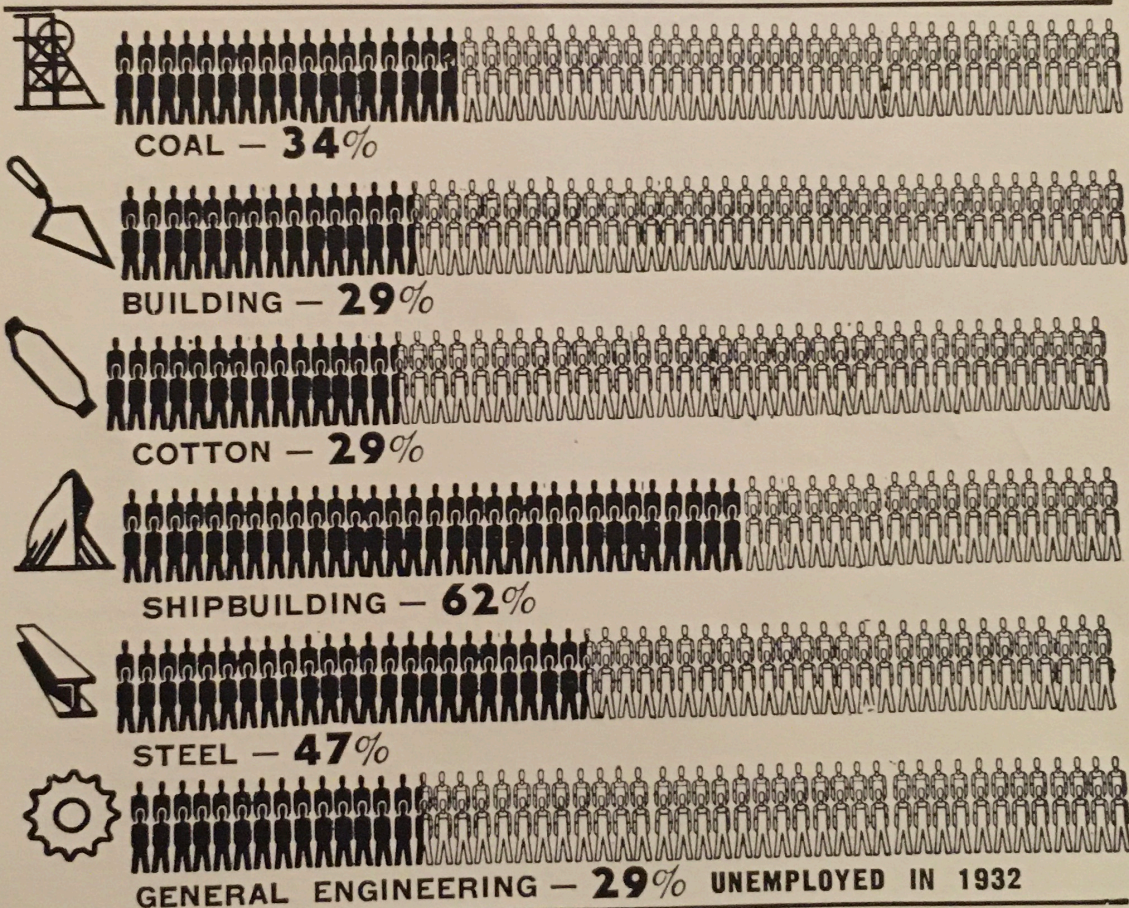 COAL — 34%
BUILDING — 29%
COTTON — 29%
SHIPBUILDING — 62%
STEEL — 47%
GENERAL ENGINEERING — 29% UNEMPLOYED IN 1932